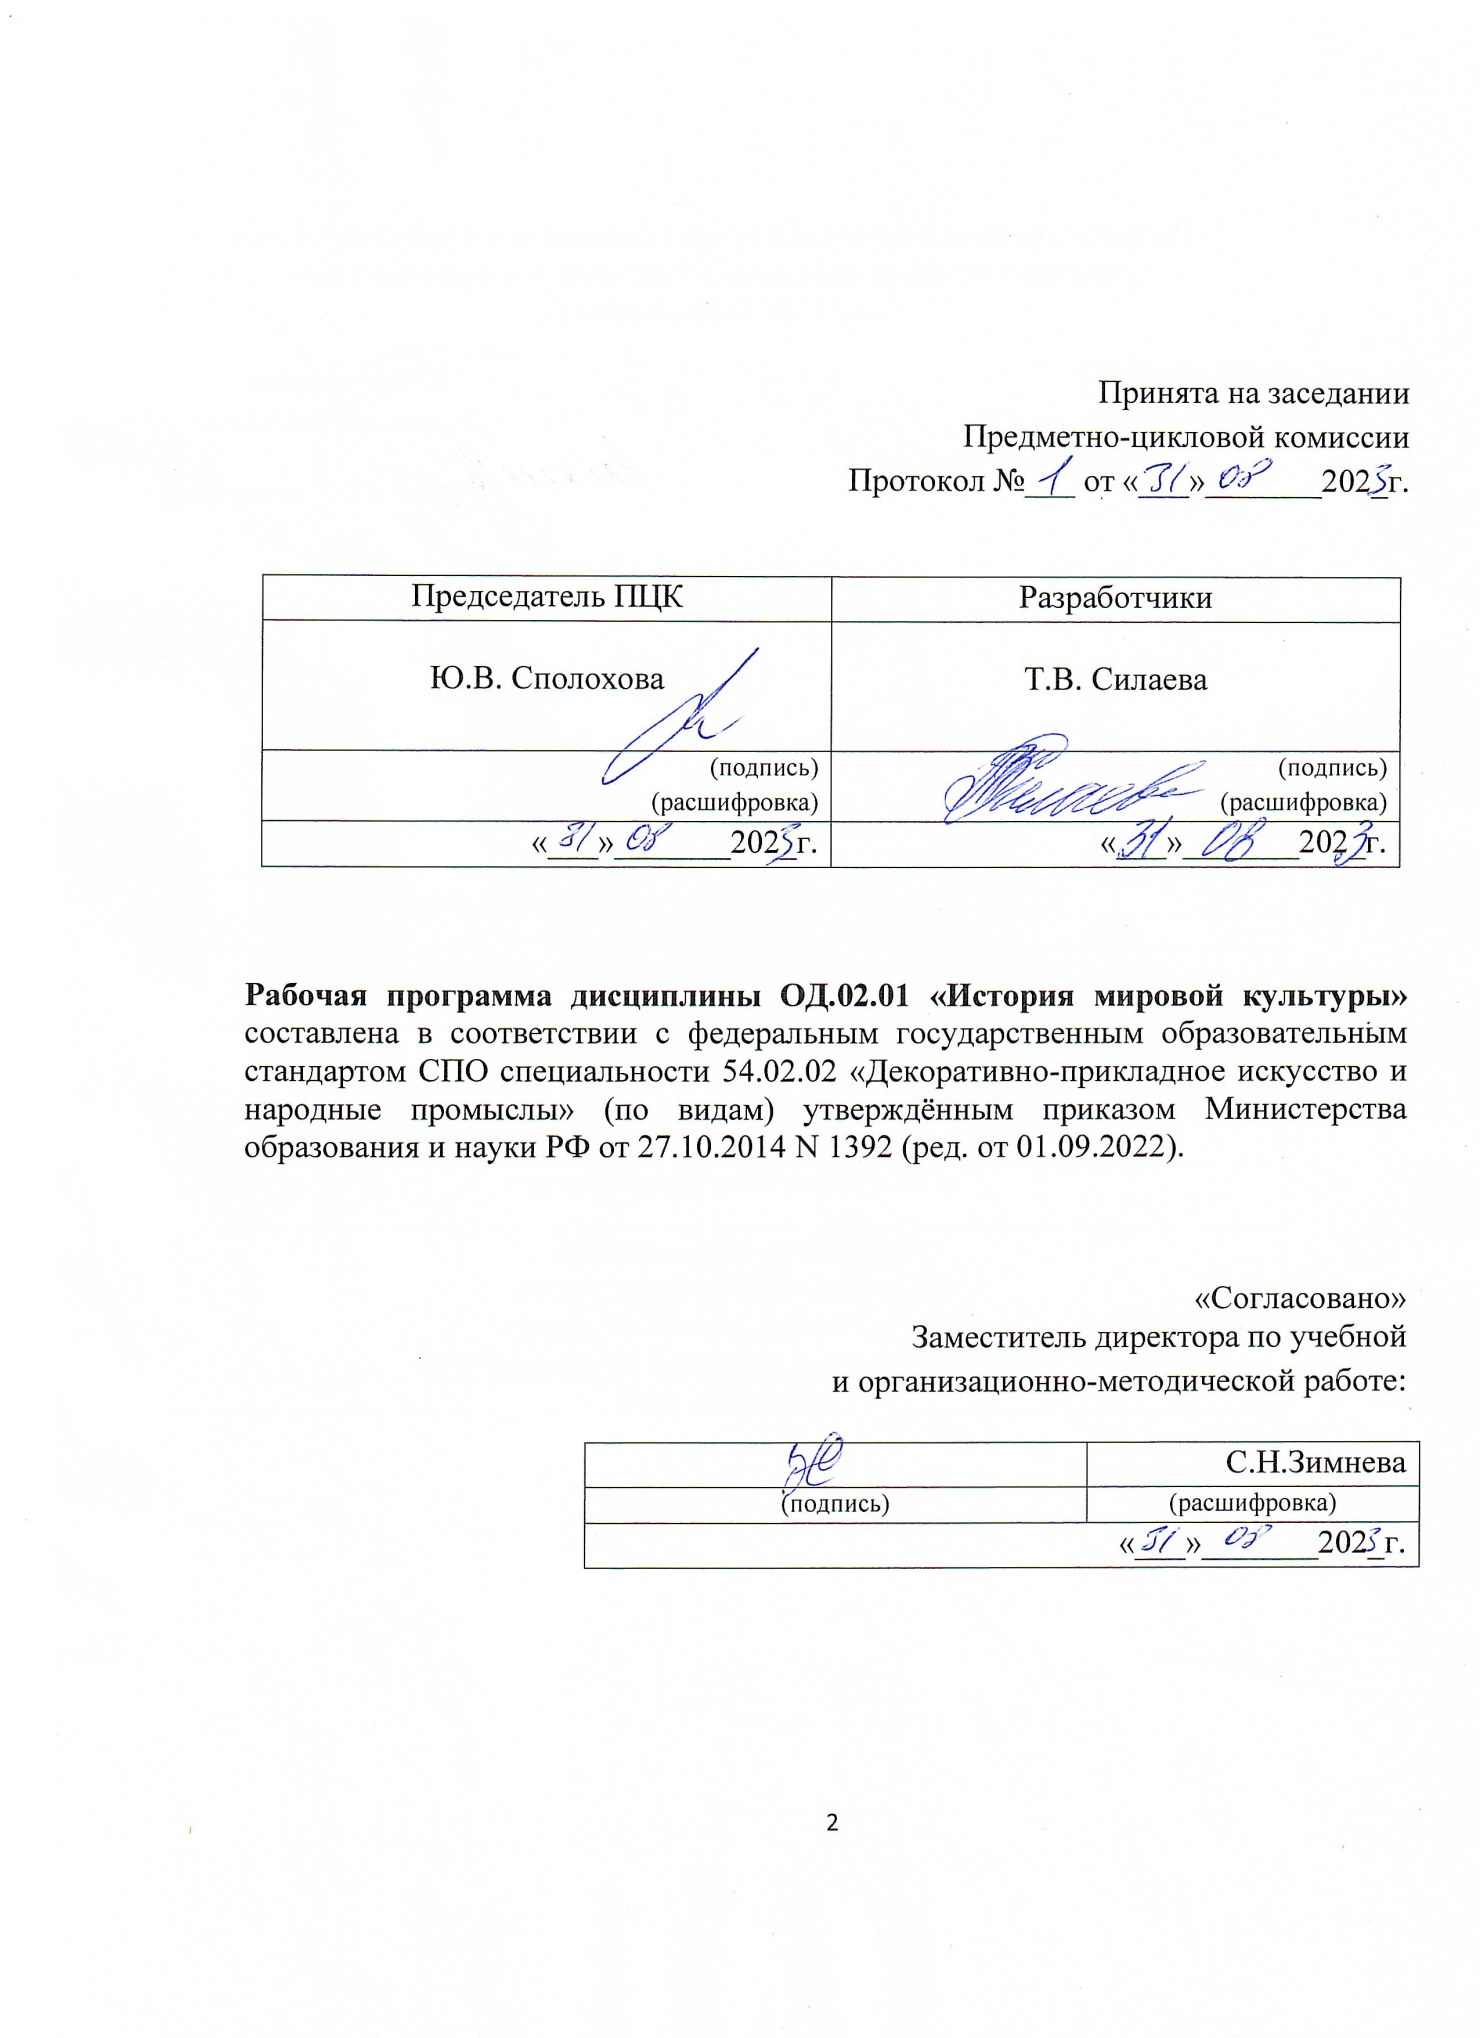 Принята на заседании
Предметно-цикловой комиссии
Протокол № 1 от «31» 08 2023г.
Председатель ПЦК Разработчики
Ю.В. Сполохова Т.В. Силаева
(подпись) (подпись)
(расшифровка) Силаева (расшифровка)
«31» 08 2023г. «31» 08 2023г.
Рабочая программа дисциплины ОД.02.01 «История мировой культуры»
составлена в соответствии с федеральным государственным образовательным
стандартом СПО специальности 54.02.02 «Декоративно-прикладное искусство и
народные промыслы» (по видам) утверждённым приказом Министерства
образования и науки РФ от 27.10.2014 N 1392 (ред. от 01.09.2022).
«Согласовано»
Заместитель директора по учебной
и организационно-методической работе:
С.Н.Зимнева
(подпись) (расшифровка)
«31» 08 2023г.
2